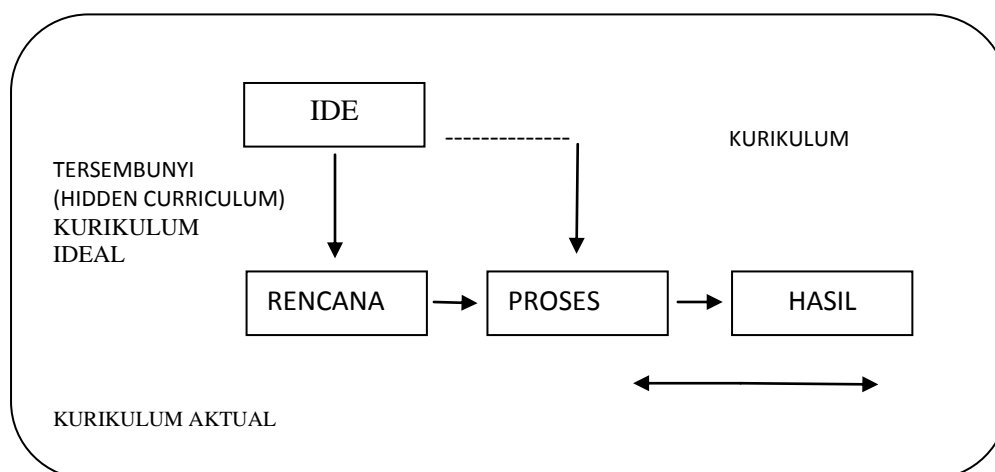 IDE
KURIKULUM
TERSEMBUNYI
(HIDDEN CURRICULUM)
KURIKULUM
IDEAL
RENCANA
PROSES
HASIL
KURIKULUM AKTUAL